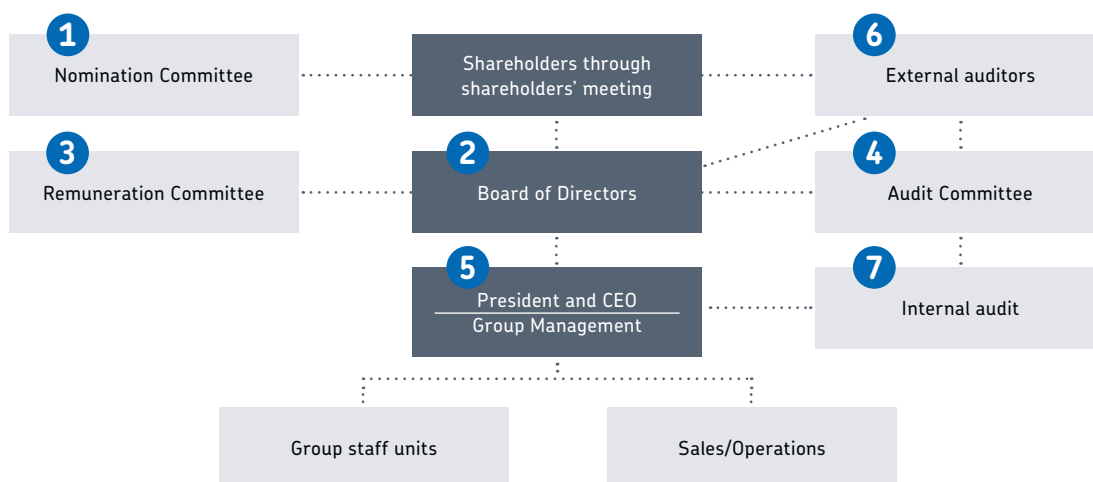 1
Nomination Committee
Shareholders through
shareholders’ meeting
6
External auditors
3
Remuneration Committee
2
Board of Directors
4
Audit Committee
5
President and CEO
Group Management
7
Internal audit
Group staff units
Sales/Operations